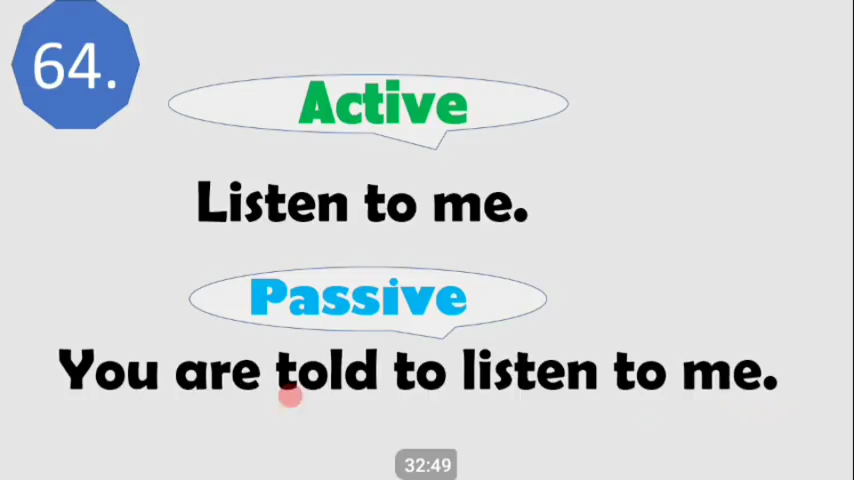 64.
Active
Listen to me.
Passive
You are told to listen to me.
32:49